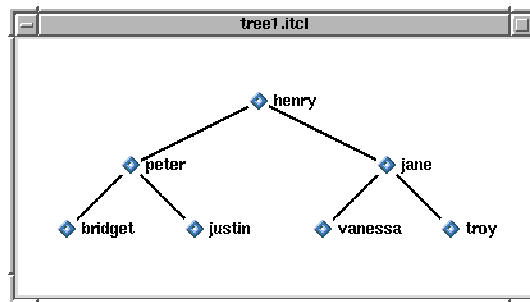 tree1.itcl
henry
peter
jane
bridget
justin
vanessa
troy